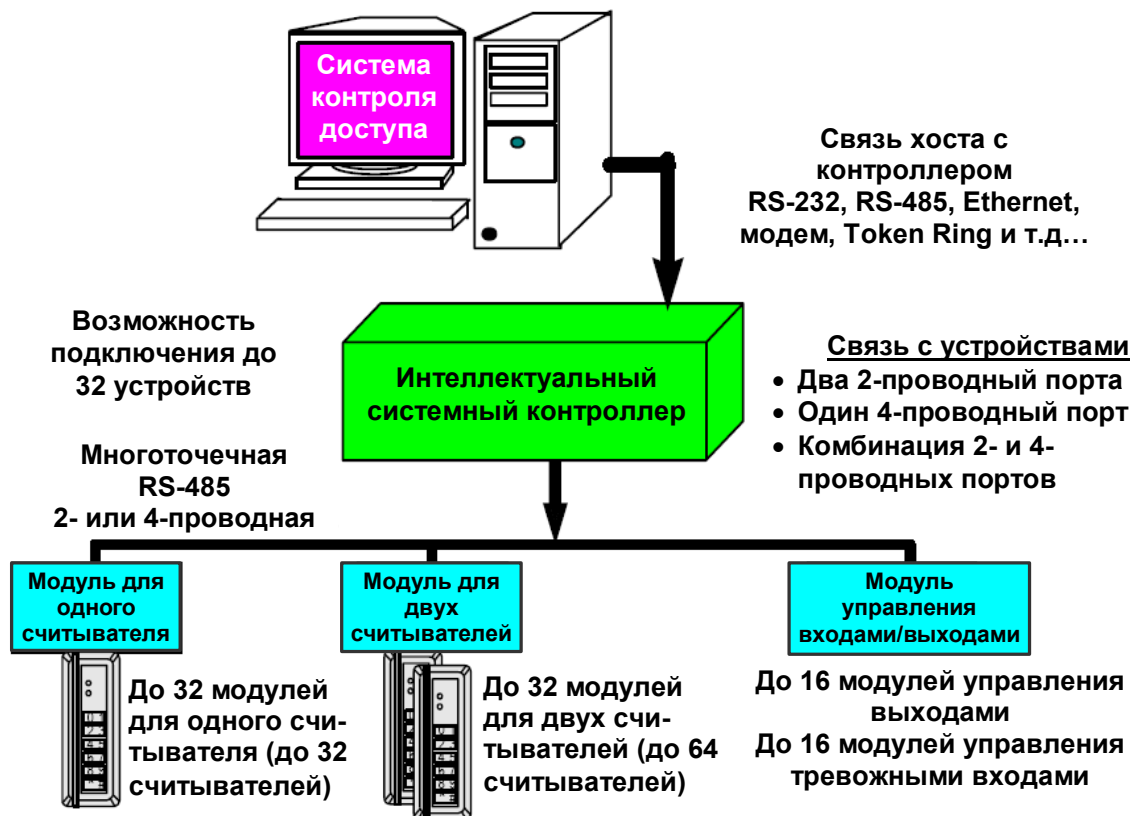 Система
контроля
доступа
Связь хоста с
контроллером
RS-232, RS-485, Ethernet,
модем, Token Ring и т.д…
Возможность
подключения до
32 устройств
Интеллектуальный
системный контроллер
Связь с устройствами
• Два 2-проводный порта
• Один 4-проводный порт
• Комбинация 2- и 4-
проводных портов
Многоточечная
RS-485
2- или 4-проводная
Модуль для
одного
считывателя
Модуль для
двух
считывателей
Модуль
управления
входами/выходами
До 32 модулей
для одного счи-
тывателя (до 32
считывателей)
До 32 модулей
для двух счи-
тывателей (до 64
считывателей)
До 16 модулей управления
выходами
До 16 модулей управления
тревожными входами